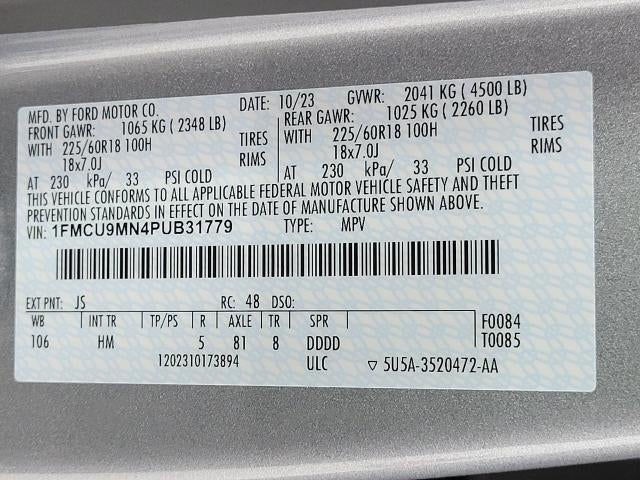 MFD. BY FORD MOTOR CO. DATE: 10/23 GVWR: 2041 KG ( 4500 LB)
FRONT GAWR: 1065 KG ( 2348 LB) REAR GAWR: 1025 KG ( 2260 LB)
WITH 225/60R18 100H TIRES WITH 225/60R18 100H TIRES
18x7.0J RIMS 18x7.0J RIMS
AT 230 kPa/ 33 PSI COLD AT 230 kPa/ 33 PSI COLD
THIS VEHICLE CONFORMS TO ALL APPLICABLE FEDERAL MOTOR VEHICLE SAFETY AND THEFT
PREVENTION STANDARDS IN EFFECT ON THE DATE OF MANUFACTURE SHOWN ABOVE.
VIN: 1FMCU9MN4PUB31779 TYPE: MPV
EXT PNT: JS RC: 48 DSO:
WB INT TR TP/PS R AXLE TR SPR F0084
106 HM 5 81 8 DDDD T0085
1202310173894 ULC ▽ 5U5A-3520472-AA